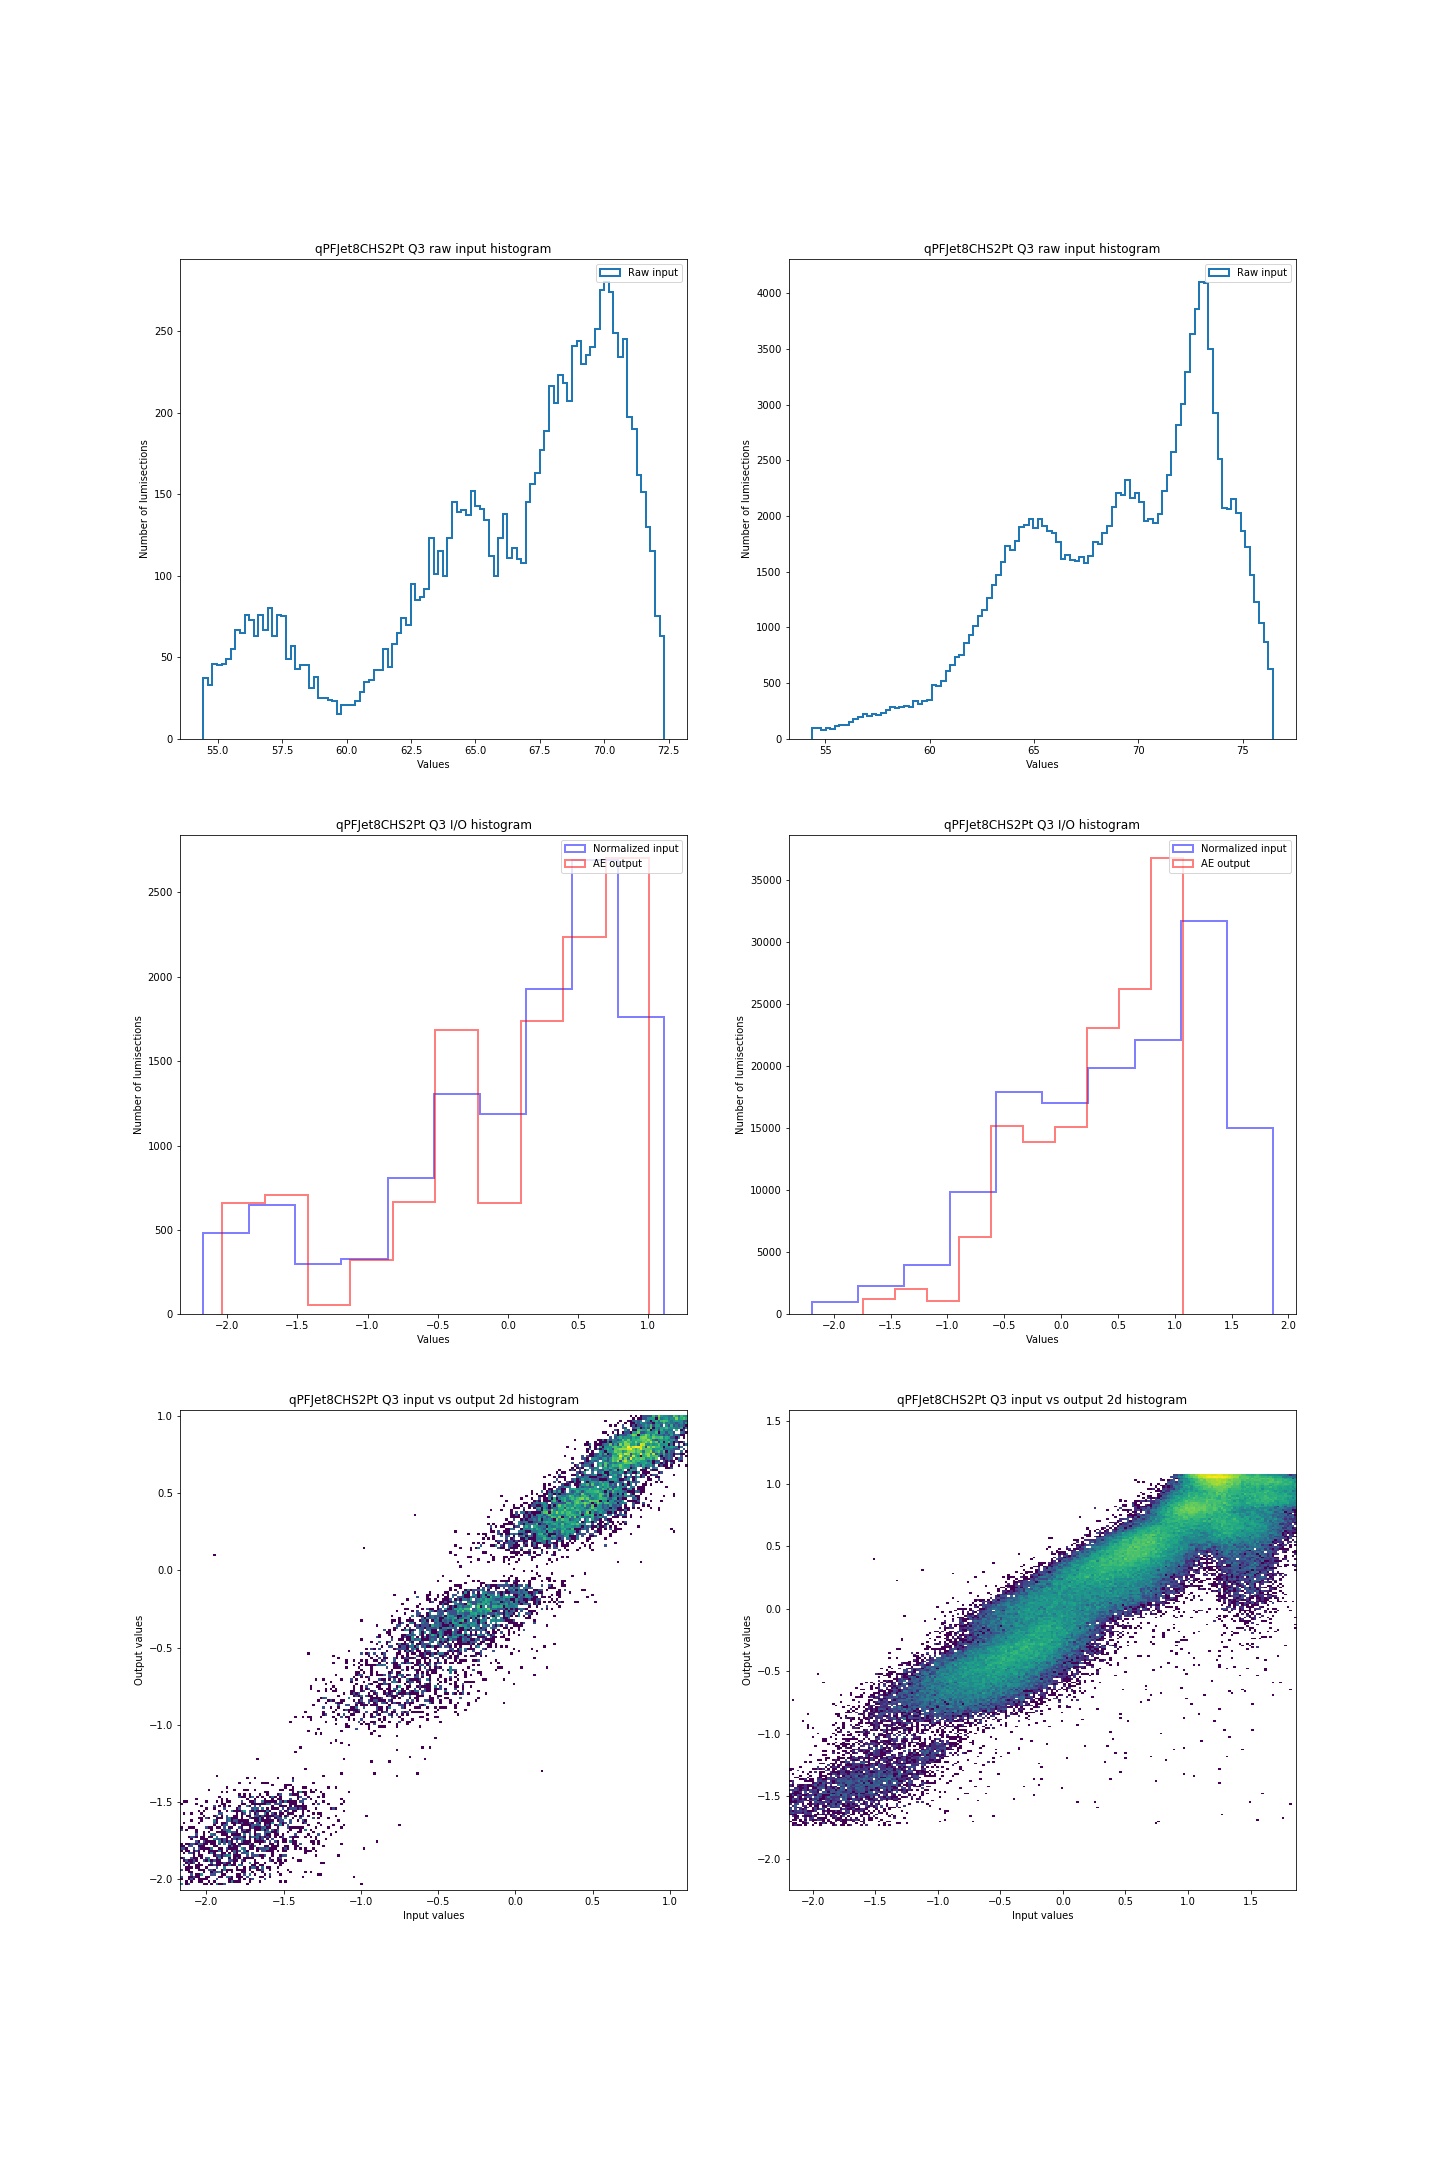 qPFJet8CHS2Pt Q3 raw input histogram
Raw input
Number of lumisections
250
200
150
100
50
0
55.0 57.5 60.0 62.5 65.0 67.5 70.0 72.5
Values
qPFJet8CHS2Pt Q3 raw input histogram
Raw input
Number of lumisections
4000
3500
3000
2500
2000
1500
1000
500
0
55 60 65 70 75
Values
qPFJet8CHS2Pt Q3 I/O histogram
Normalized input
AE output
Number of lumisections
2500
2000
1500
1000
500
0
−2.0 −1.5 −1.0 −0.5 0.0 0.5 1.0
Values
qPFJet8CHS2Pt Q3 I/O histogram
Normalized input
AE output
Number of lumisections
35000
30000
25000
20000
15000
10000
5000
0
−2.0 −1.5 −1.0 −0.5 0.0 0.5 1.0 1.5 2.0
Values
qPFJet8CHS2Pt Q3 input vs output 2d histogram
Output values
1.0
0.5
0.0
−0.5
−1.0
−1.5
−2.0
−2.0 −1.5 −1.0 −0.5 0.0 0.5 1.0
Input values
qPFJet8CHS2Pt Q3 input vs output 2d histogram
Output values
1.5
1.0
0.5
0.0
−0.5
−1.0
−1.5
−2.0
−2.0 −1.5 −1.0 −0.5 0.0 0.5 1.0 1.5
Input values